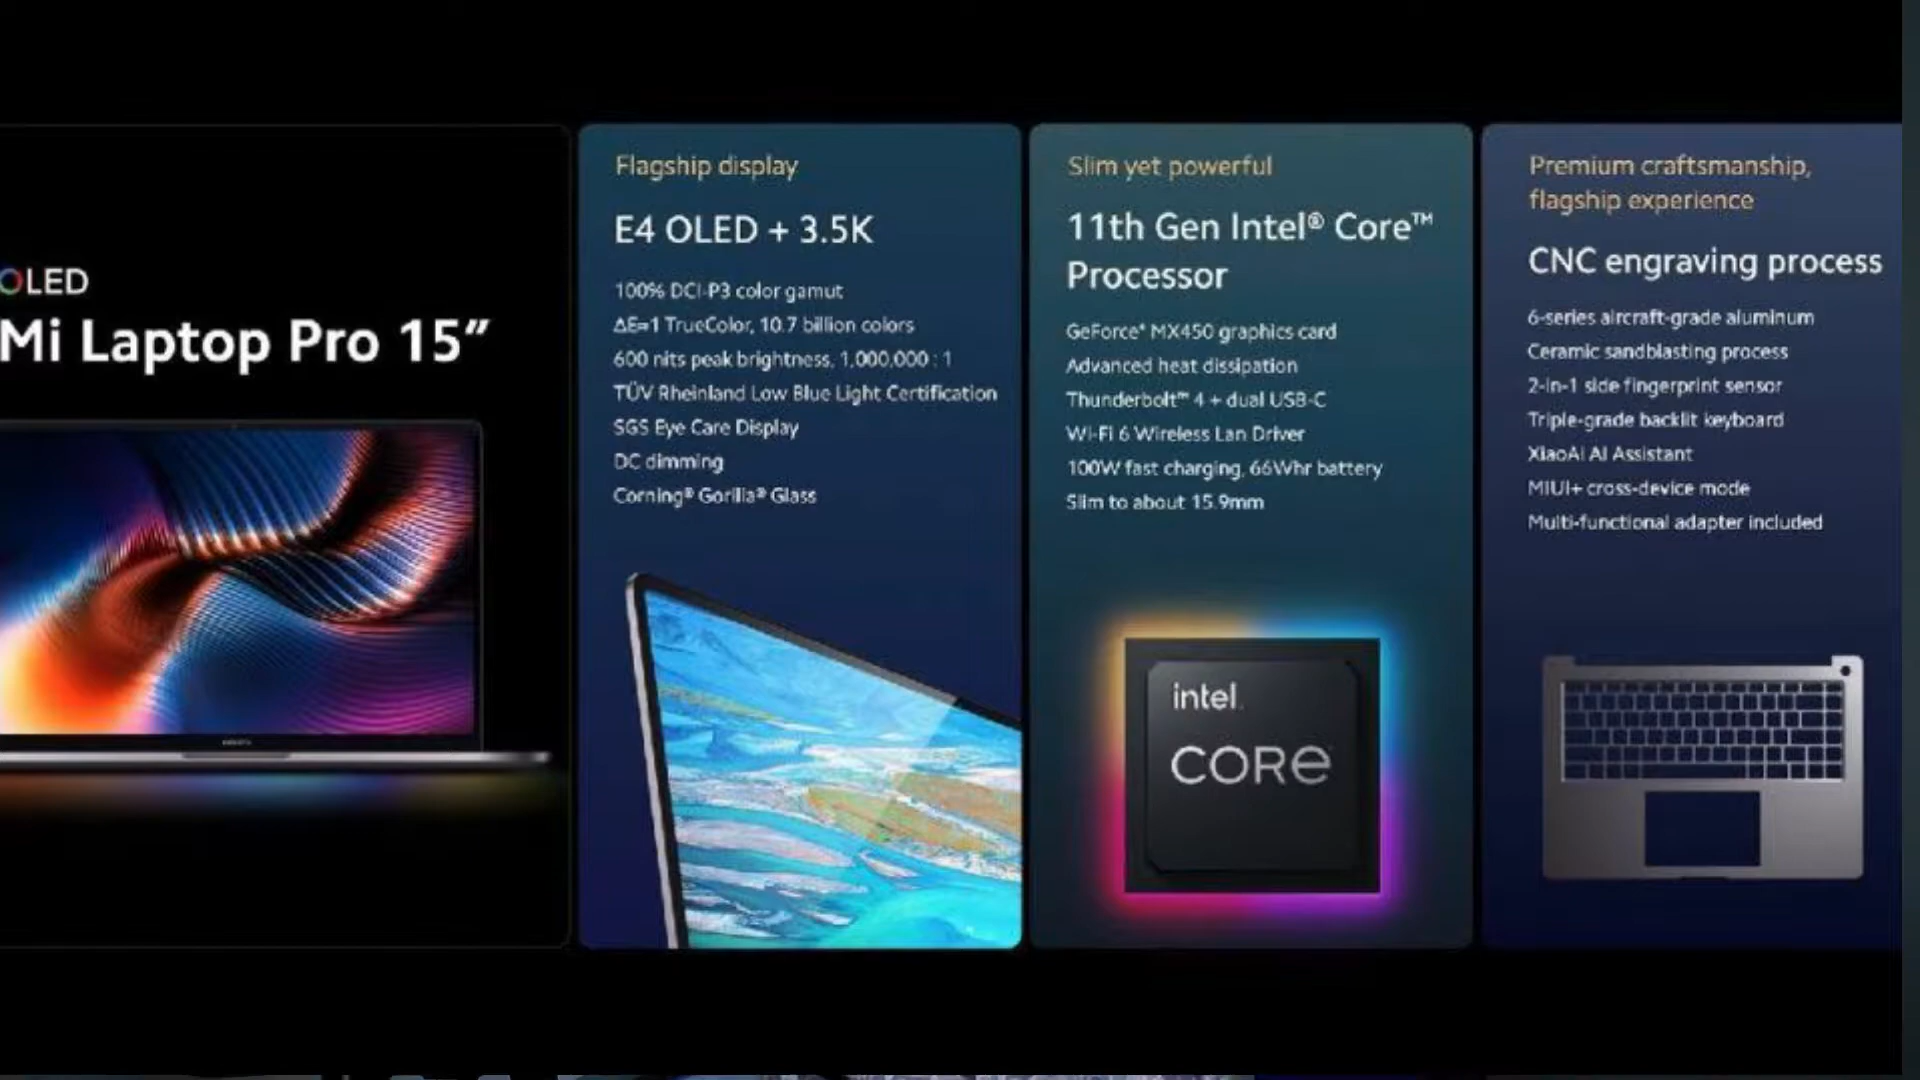 OLED
Mi Laptop Pro 15”
Flagship display
E4 OLED + 3.5K
100% DCI-P3 color gamut
ΔE≈1 TrueColor, 10.7 billion colors
600 nits peak brightness, 1,000,000 : 1
TÜV Rheinland Low Blue Light Certification
SGS Eye Care Display
DC dimming
Corning® Gorilla® Glass
Slim yet powerful
11th Gen Intel® Core™
Processor
GeForce® MX450 graphics card
Advanced heat dissipation
Thunderbolt™ 4 + dual USB-C
Wi-Fi 6 Wireless Lan Driver
100W fast charging, 66Whr battery
Slim to about 15.9mm
intel.
CORe
Premium craftsmanship,
flagship experience
CNC engraving process
6-series aircraft-grade aluminum
Ceramic sandblasting process
2-in-1 side fingerprint sensor
Triple-grade backlit keyboard
XiaoAI AI Assistant
MIUI+ cross-device mode
Multi-functional adapter included